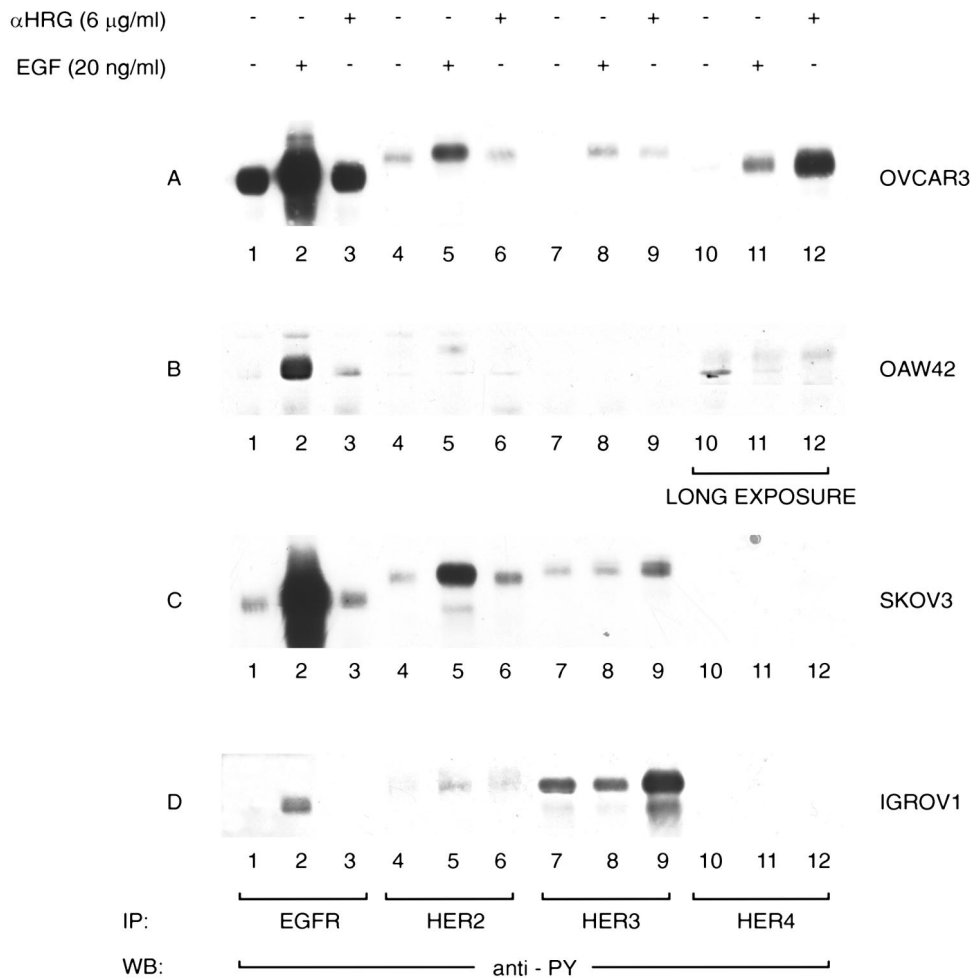 αHRG (6 μg/ml) - - + - - + - - + - - +
EGF (20 ng/ml) - + - - + - - + - - + -
A OVCAR3
1 2 3 4 5 6 7 8 9 10 11 12
B OAW42
1 2 3 4 5 6 7 8 9 10 11 12
LONG EXPOSURE
C SKOV3
1 2 3 4 5 6 7 8 9 10 11 12
D IGROV1
1 2 3 4 5 6 7 8 9 10 11 12
IP: EGFR HER2 HER3 HER4
WB: anti - PY